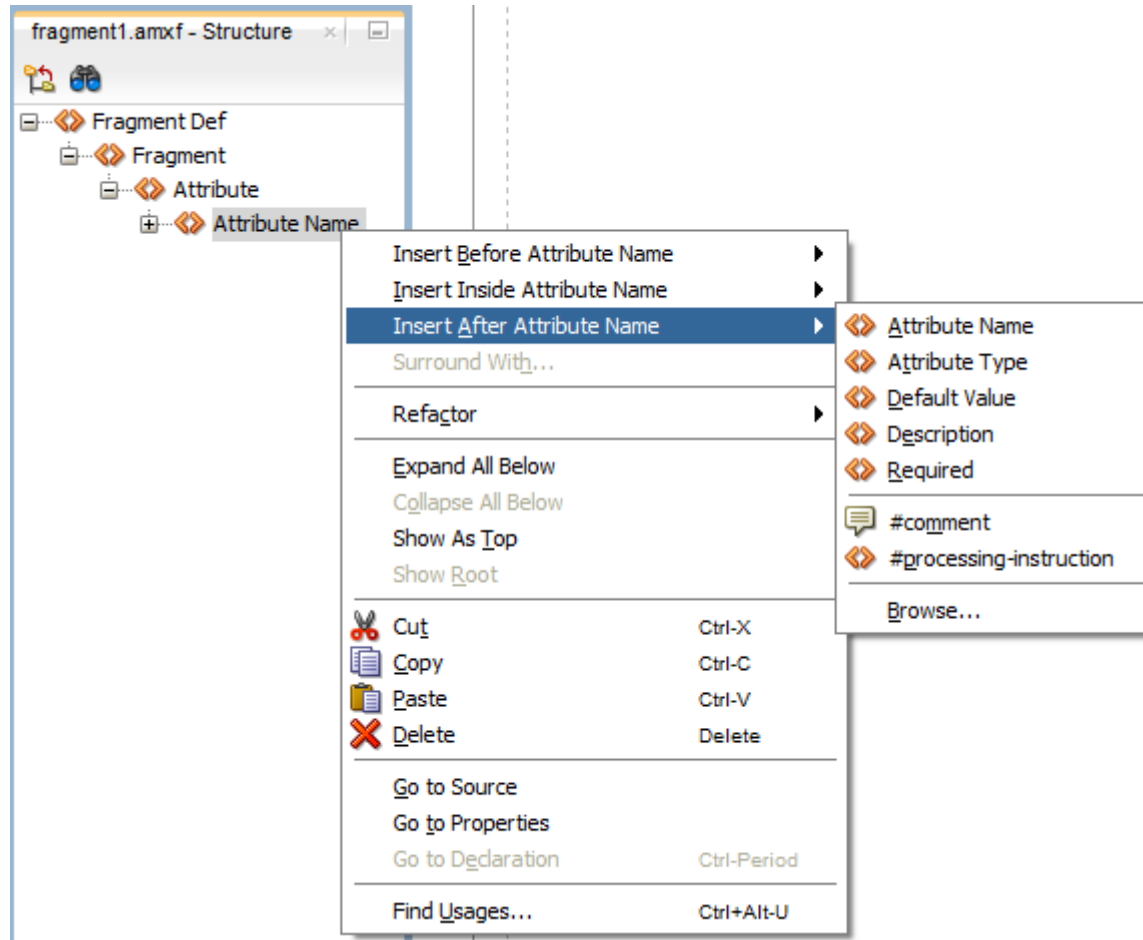 fragment1.amxf - Structure
Fragment Def
Fragment
Attribute
Attribute Name
Insert Before Attribute Name
Insert Inside Attribute Name
Insert After Attribute Name
Surround With...
Refactor
Expand All Below
Collapse All Below
Show As Top
Show Root
Cut Ctrl-X
Copy Ctrl-C
Paste Ctrl-V
Delete Delete
Go to Source
Go to Properties
Go to Declaration Ctrl-Period
Find Usages... Ctrl+Alt-U
Attribute Name
Attribute Type
Default Value
Description
Required
#comment
#processing-instruction
Browse...